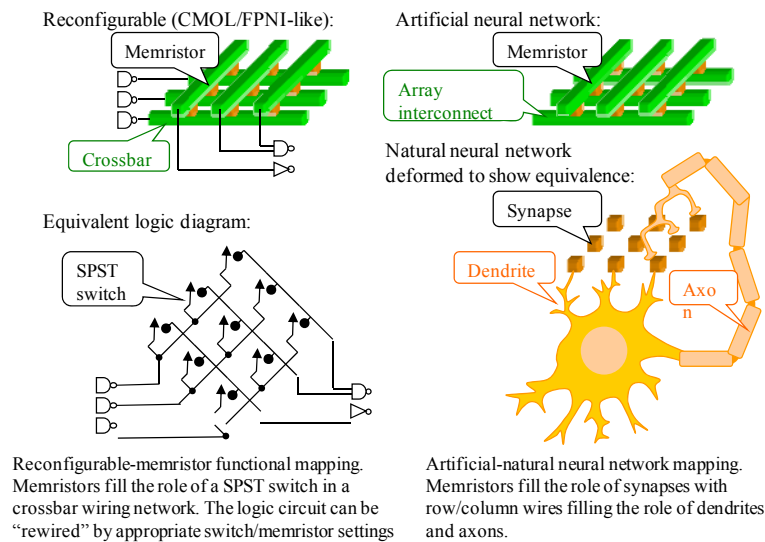 Reconfigurable (CMOL/FPNI-like):
Memristor
Crossbar
Equivalent logic diagram:
SPST
switch
Reconfigurable-memristor functional mapping.
Memristors fill the role of a SPST switch in a
crossbar wiring network. The logic circuit can be
“rewired” by appropriate switch/memristor settings
Artificial neural network:
Memristor
Array
interconnect
Natural neural network
deformed to show equivalence:
Synapse
Dendrite
Axo
n
Artificial-natural neural network mapping.
Memristors fill the role of synapses with
row/column wires filling the role of dendrites
and axons.